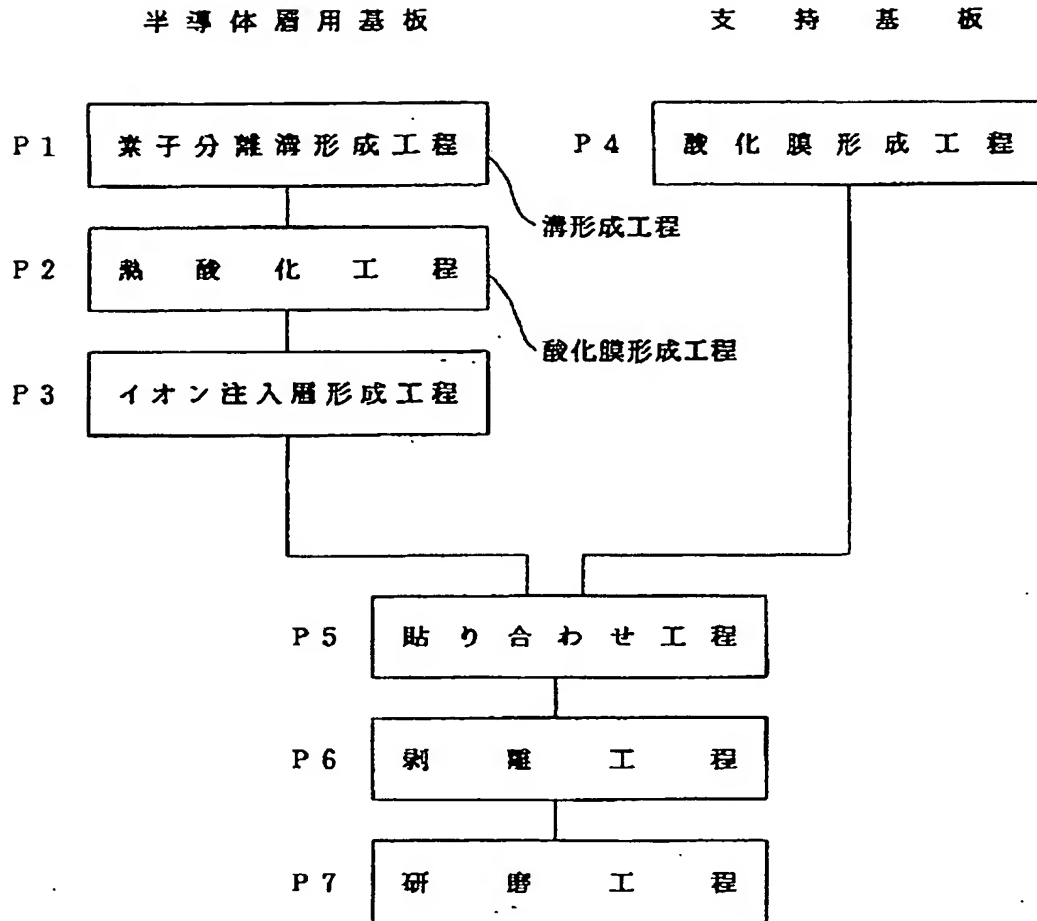 半導体層用基板
支持基板
P1 素子分離溝形成工程
P4 酸化膜形成工程
溝形成工程
P2 熱酸化工程
酸化膜形成工程
P3 イオン注入層形成工程
P5 貼り合わせ工程
P6 剥離工程
P7 研磨工程